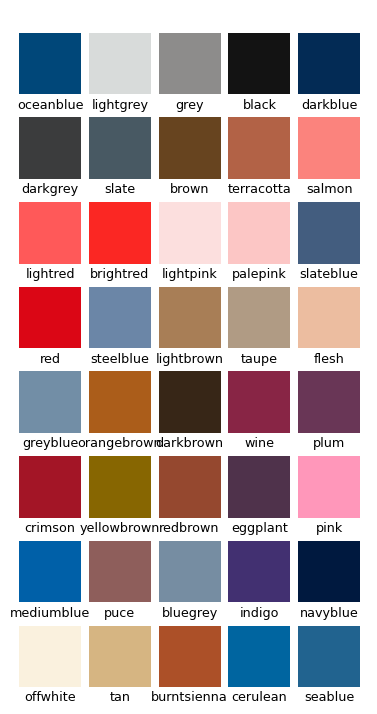 oceanblue lightgrey grey black darkblue
darkgrey slate brown terracotta salmon
lightred brightred lightpink palepink slateblue
red steelblue lightbrown taupe flesh
greyblue orangebrown darkbrown wine plum
crimson yellowbrown redbrown eggplant pink
mediumblue puce bluegrey indigo navyblue
offwhite tan burntsienna cerulean seablue